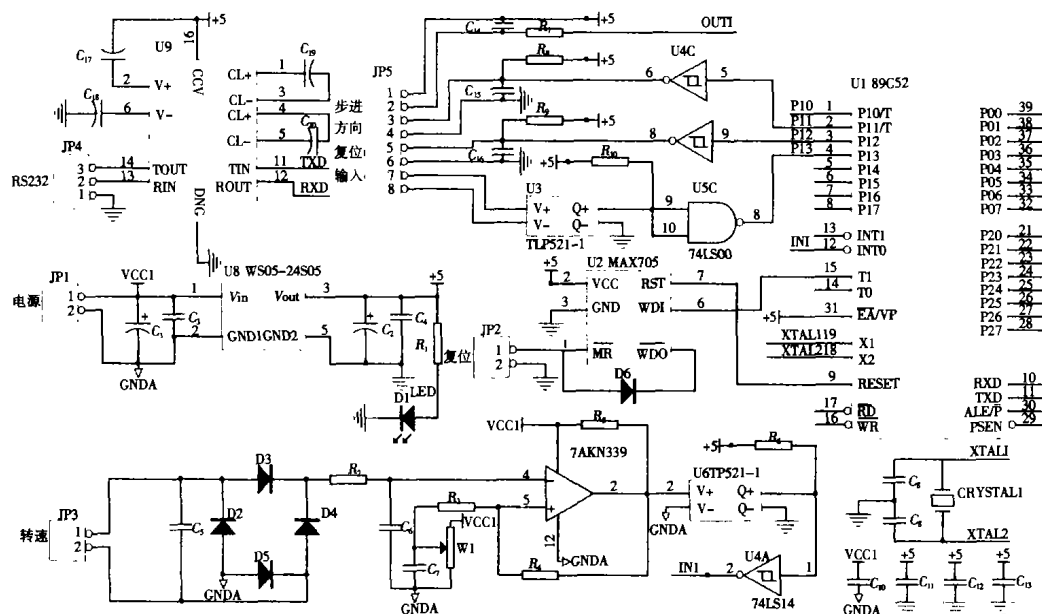 +5
16
U9
C17
CCV
2 V+
C18
6 V-
1 CL+
C19
3 CL-
4 CL+
5 CL-
TIN 11 TXD
ROUT 12 RXD
JP4
RS232
3 14 TOUT
2 13 RIN
1
DNG
JP5
步进
方向
复位
输入
1
2
3
4
5
6
7
8
R7
OUTI
+5
R8
+5
C15
U4C
6 5
R9
+5
C16
8 9
+5
R10
U3
V+ Q+
V- Q-
TLP521-1
U5C
9
10
8
74LS00
U1 89C52
P10 1 P10/T
P11 2 P11/T
P12 3 P12
P13 4 P13
5 P14
6 P15
7 P16
8 P17
13 INT1
INI 12 INT0
15 T1
14 T0
+5 31 EA/VP
XTAL119 X1
XTAL218 X2
9 RESET
17 RD
16 WR
P00 39
P01 38
P02 37
P03 36
P04 35
P05 34
P06 33
P07 32
P20 21
P21 22
P22 23
P23 24
P24 25
P25 26
P26 27
P27 28
RXD 10
TXD 11
ALE/P 30
PSEN 29
JP1
电源
1
2
VCC1
U8 WS05-24S05
1 Vin Vout 3
2 GND1GND2 5
C1
C3
GNDA
C2
C4
+5
R1
D1
LED
U2 MAX705
+5
2 VCC RST 7
3 GND WDI 6
1 MR WDO
复位
JP2
1
2
D6
JP3
转速
1
2
C5
D3
D2
D4
D5
GNDA
R2
C6
R3
VCC1
W1
C7
GNDA
R4
VCC1
R5
7AKN339
4
5
2
12
GNDA
U6TP521-1
2 V+ Q+
V- Q-
GNDA
+5
U4A
IN1 2 1
74LS14
XTAL1
CRYSTAL1
XTAL2
VCC1
C10
GNDA
+5
C11
+5
C12
+5
C13